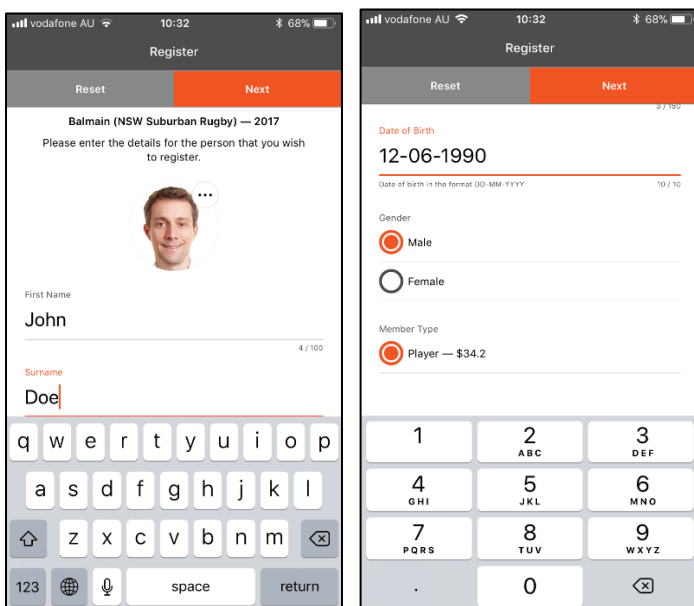 vodafone AU 10:32 68%
Register
Reset Next
Balmain (NSW Suburban Rugby) — 2017
Please enter the details for the person that you wish
to register.
First Name
John
4 / 100
Surname
Doe
q w e r t y u i o p
a s d f g h j k l
z x c v b n m
123 space return
vodafone AU 10:32 68%
Register
Reset Next
3 / 150
Date of Birth
12-06-1990
Date of birth in the format DD-MM-YYYY 10 / 10
Gender
Male
Female
Member Type
Player — $34.2
1 2 3
ABC DEF
4 5 6
GHI JKL MNO
7 8 9
PQRS TUV WXYZ
. 0